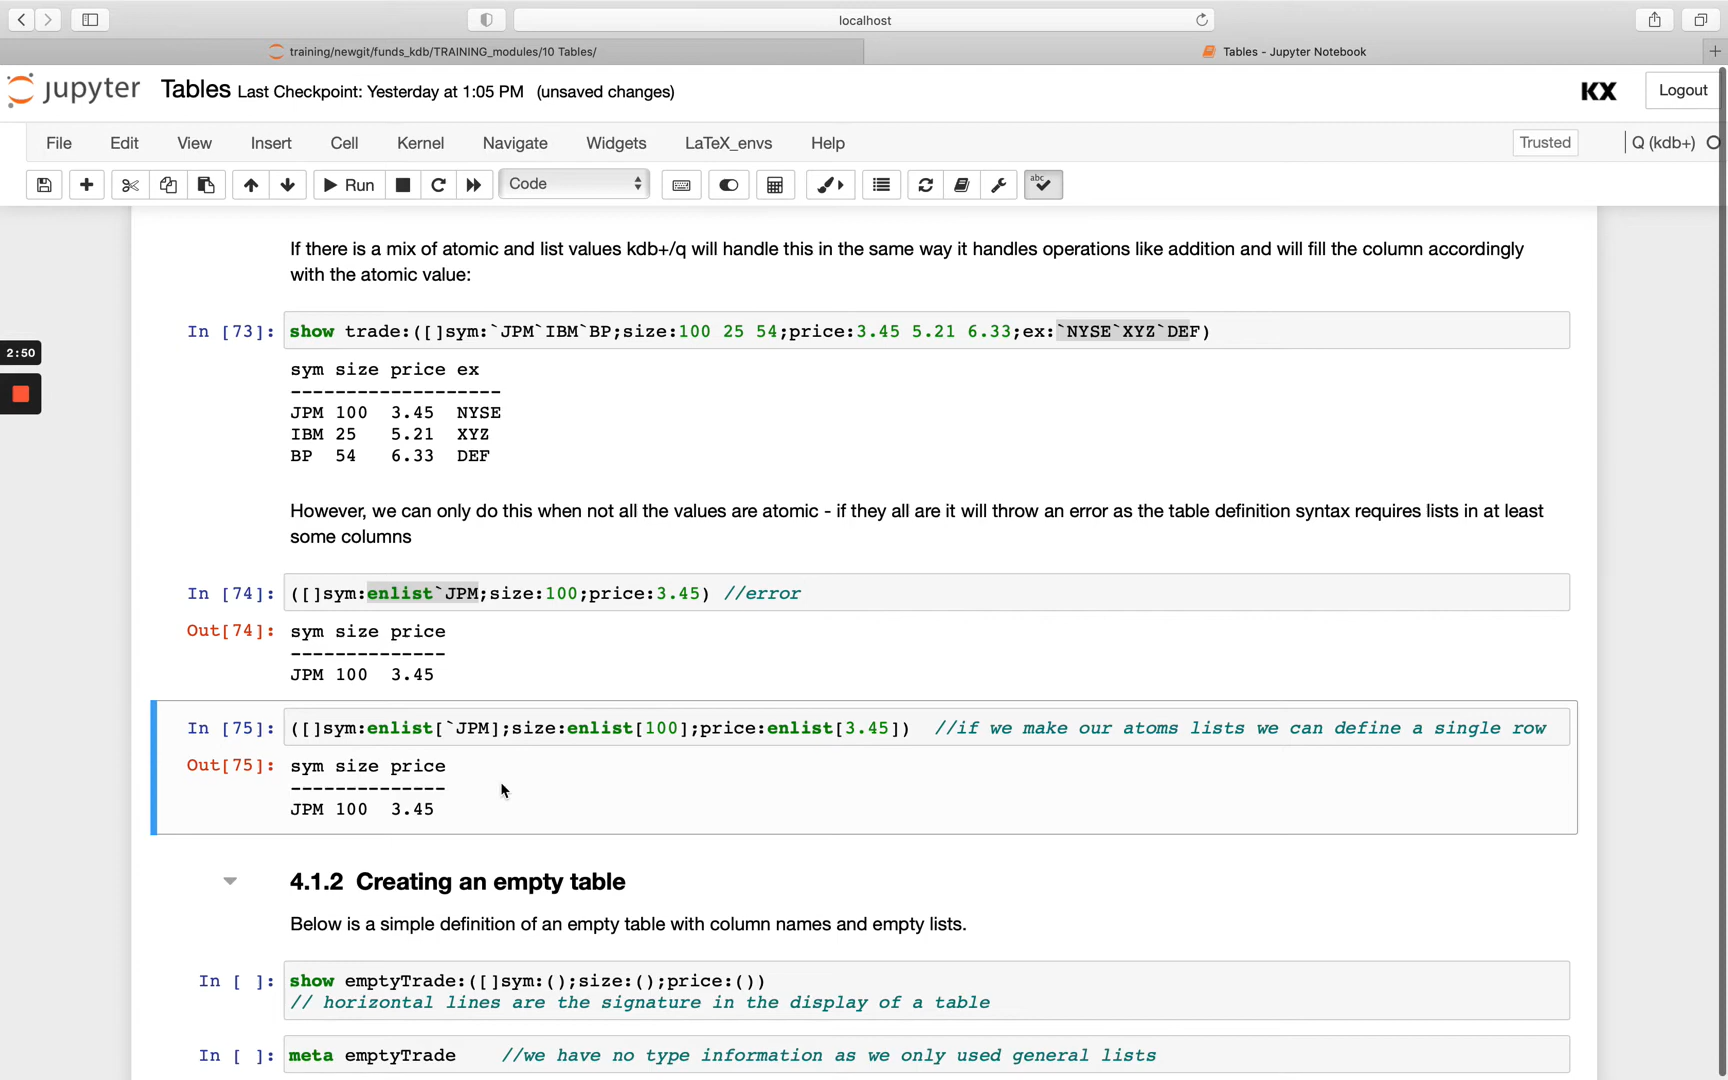 localhost
training/newgit/funds_kdb/TRAINING_modules/10 Tables/
Tables - Jupyter Notebook
jupyter Tables Last Checkpoint: Yesterday at 1:05 PM (unsaved changes)
KX
Logout
File Edit View Insert Cell Kernel Navigate Widgets LaTeX_envs Help
Trusted
Q (kdb+)
Run
Code
abc
If there is a mix of atomic and list values kdb+/q will handle this in the same way it handles operations like addition and will fill the column accordingly
with the atomic value:
In [73]: show trade:([]sym:`JPM`IBM`BP;size:100 25 54;price:3.45 5.21 6.33;ex:`NYSE`XYZ`DEF)
2:50
sym size price ex
-------------------
JPM 100 3.45 NYSE
IBM 25 5.21 XYZ
BP 54 6.33 DEF
However, we can only do this when not all the values are atomic - if they all are it will throw an error as the table definition syntax requires lists in at least
some columns
In [74]: ([]sym:enlist`JPM;size:100;price:3.45) //error
Out[74]: sym size price
--------------
JPM 100 3.45
In [75]: ([]sym:enlist[`JPM];size:enlist[100];price:enlist[3.45]) //if we make our atoms lists we can define a single row
Out[75]: sym size price
--------------
JPM 100 3.45
4.1.2 Creating an empty table
Below is a simple definition of an empty table with column names and empty lists.
In [ ]: show emptyTrade:([]sym:();size:();price:())
// horizontal lines are the signature in the display of a table
In [ ]: meta emptyTrade //we have no type information as we only used general lists